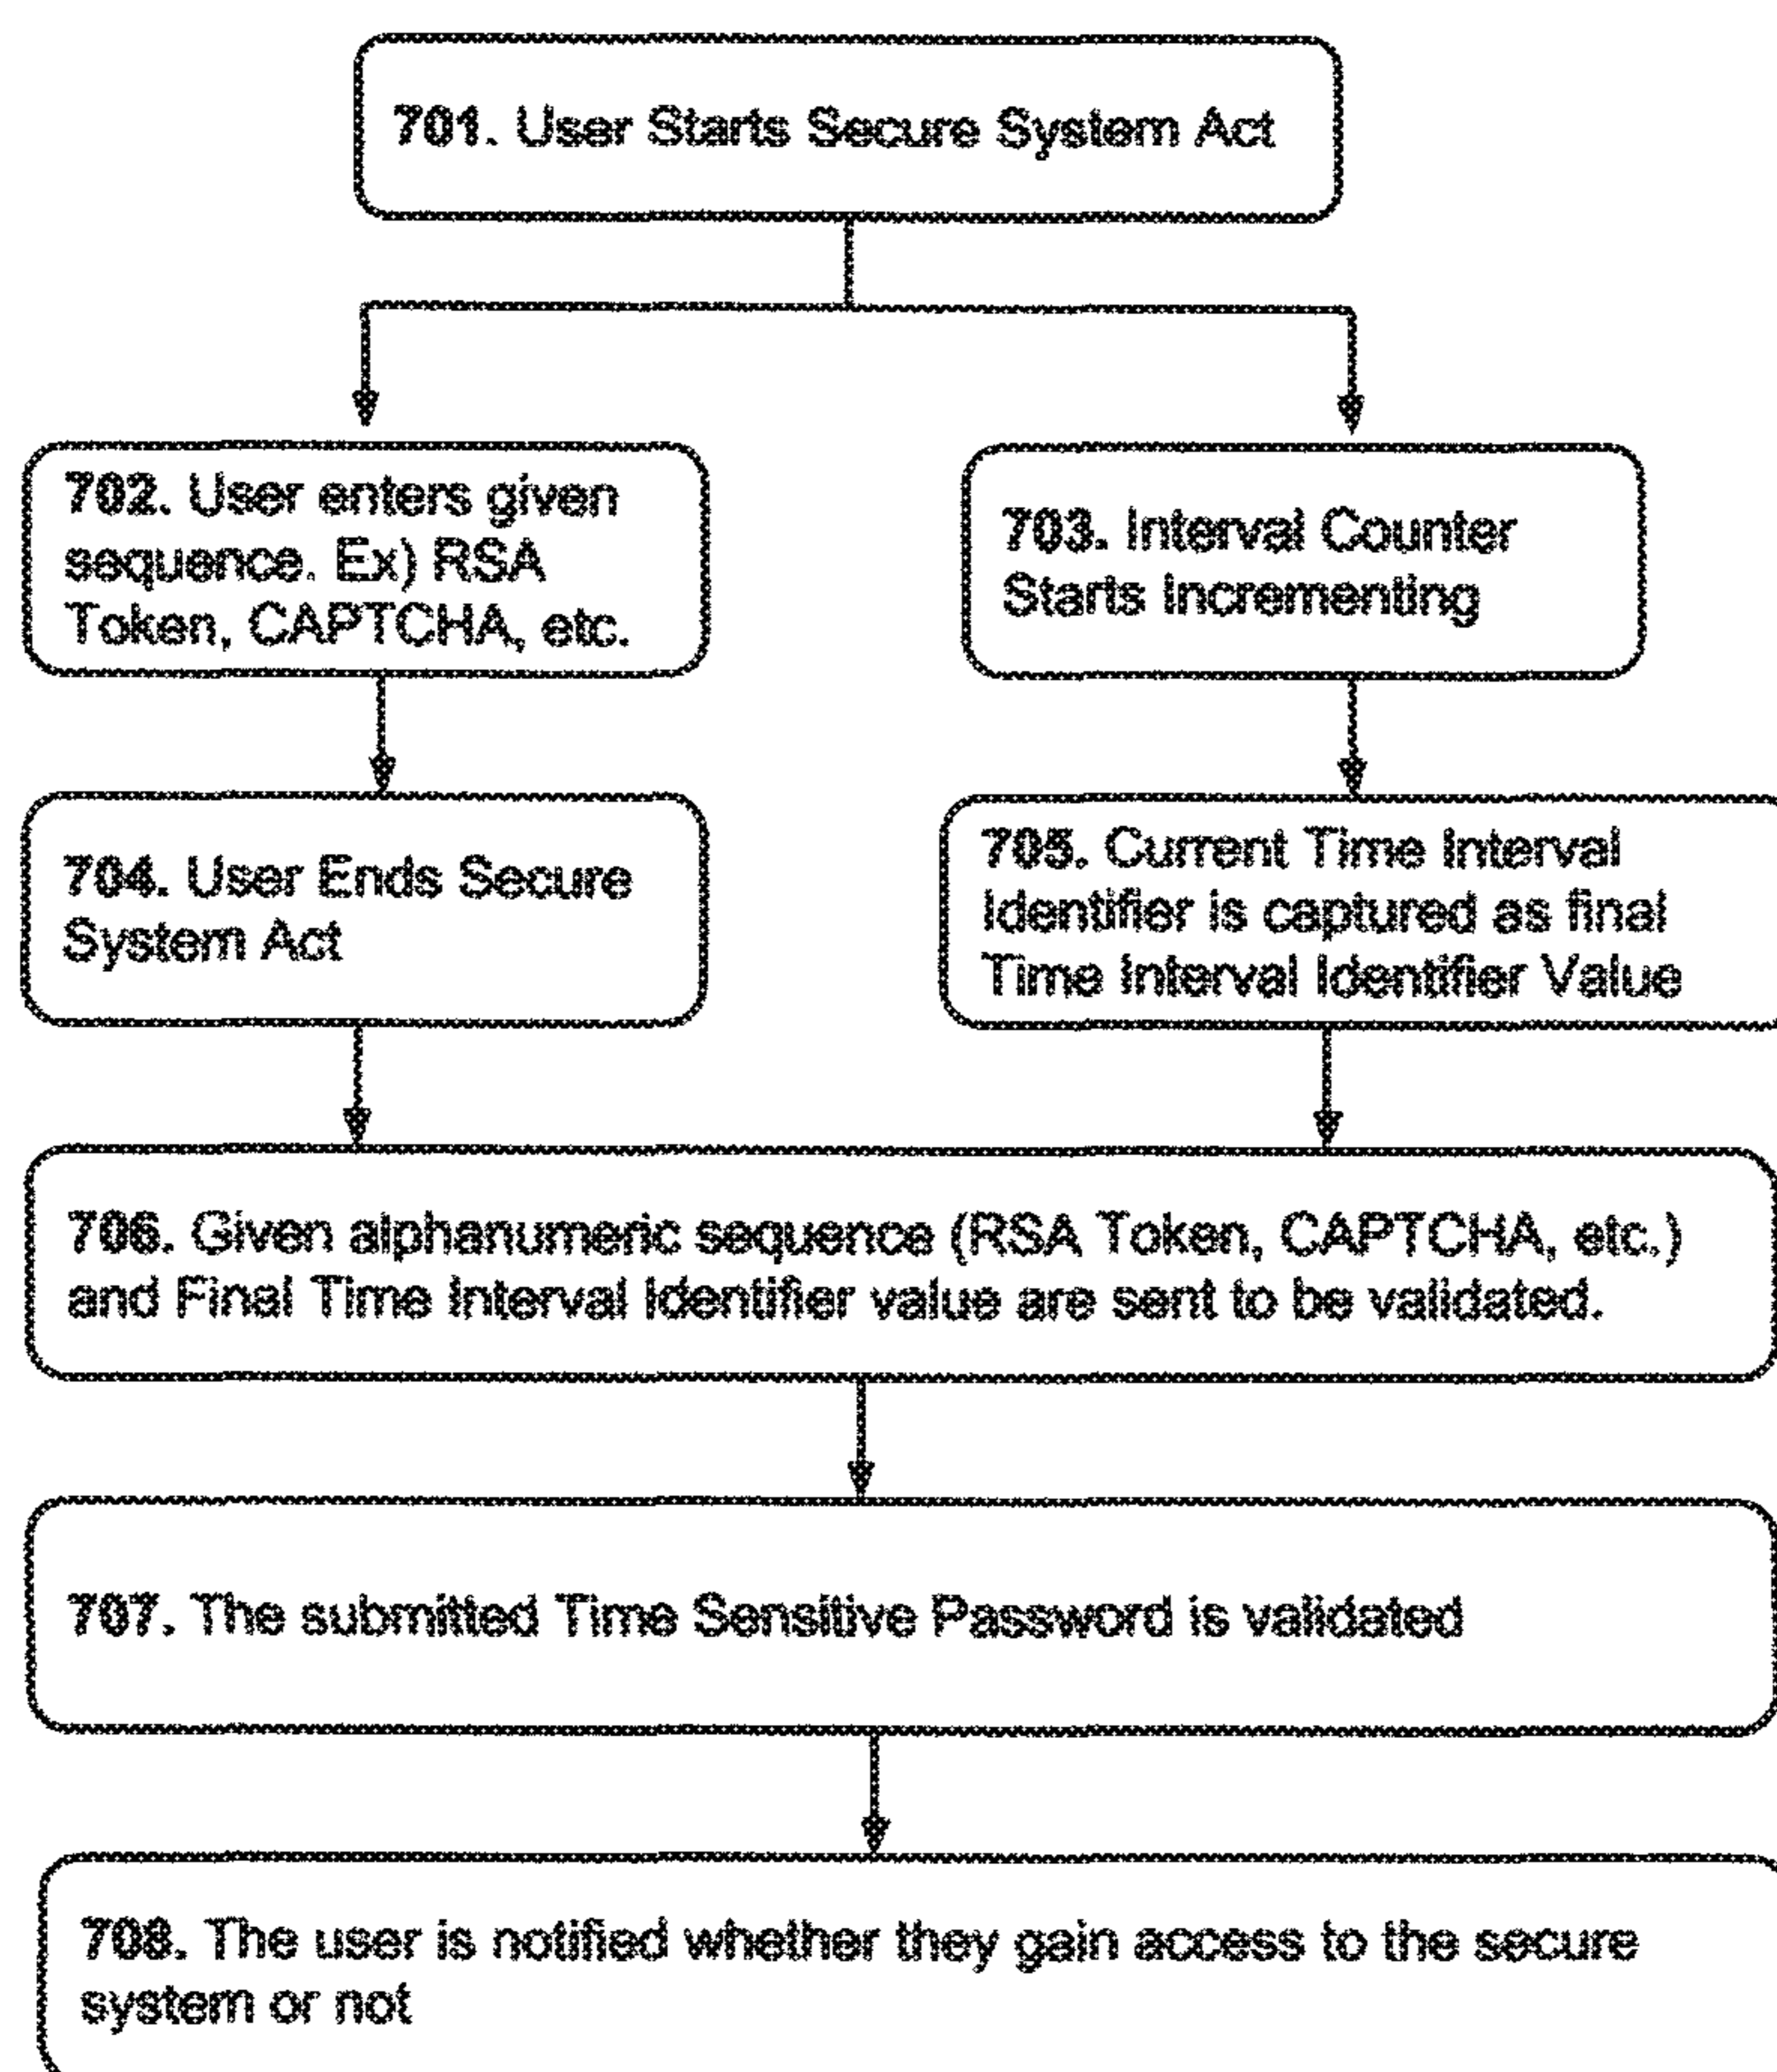 701. User Starts Secure System Act
702. User enters given
sequence. Ex) RSA
Token, CAPTCHA, etc.
703. Interval Counter
Starts Incrementing
704. User Ends Secure
System Act
705. Current Time Interval
Identifier is captured as final
Time Interval Identifier Value
706. Given alphanumeric sequence (RSA Token, CAPTCHA, etc.)
and Final Time Interval Identifier value are sent to be validated.
707. The submitted Time Sensitive Password is validated
708. The user is notified whether they gain access to the secure
system or not